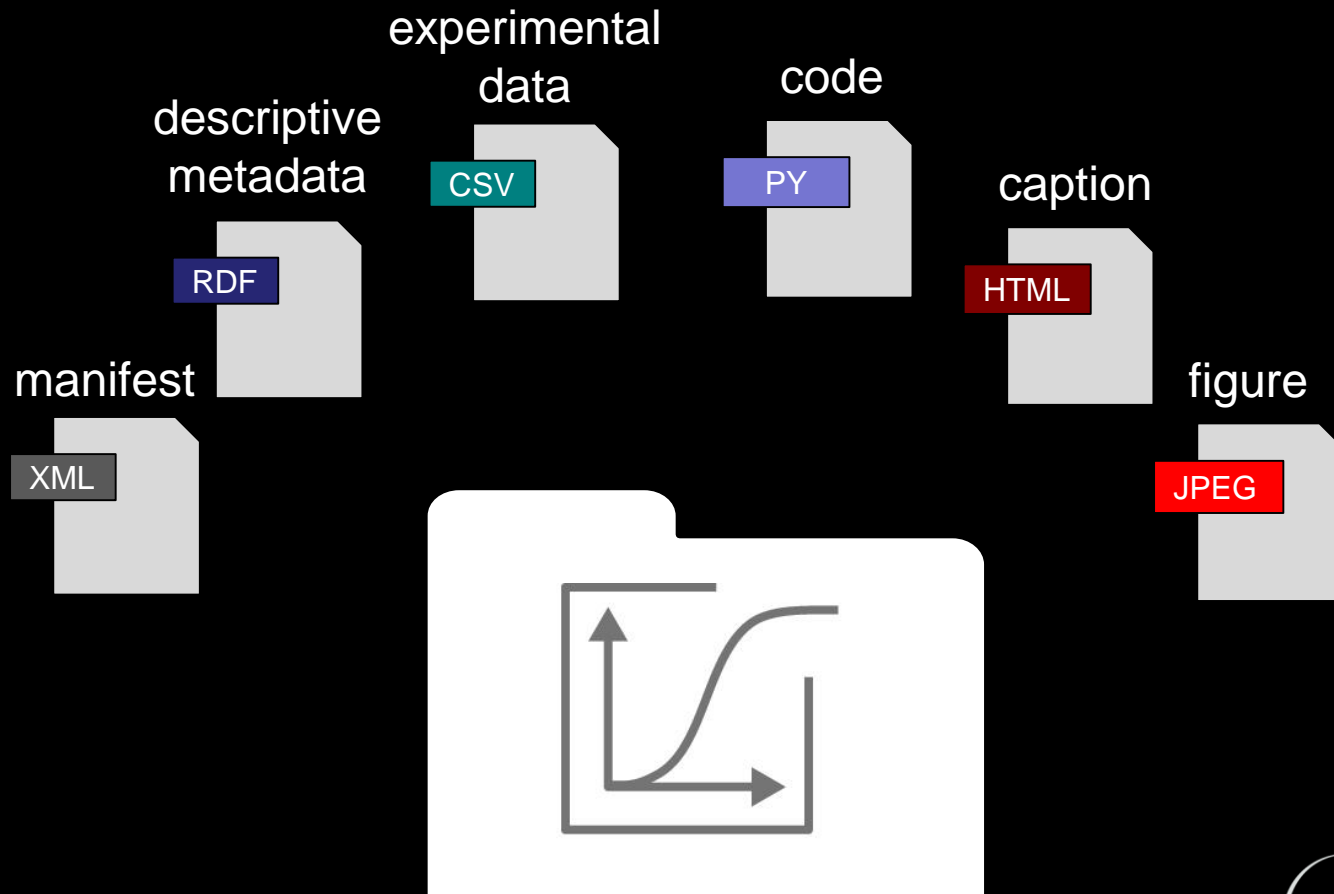 manifest
XML
descriptive
metadata
RDF
experimental
data
CSV
code
PY
caption
HTML
figure
JPEG